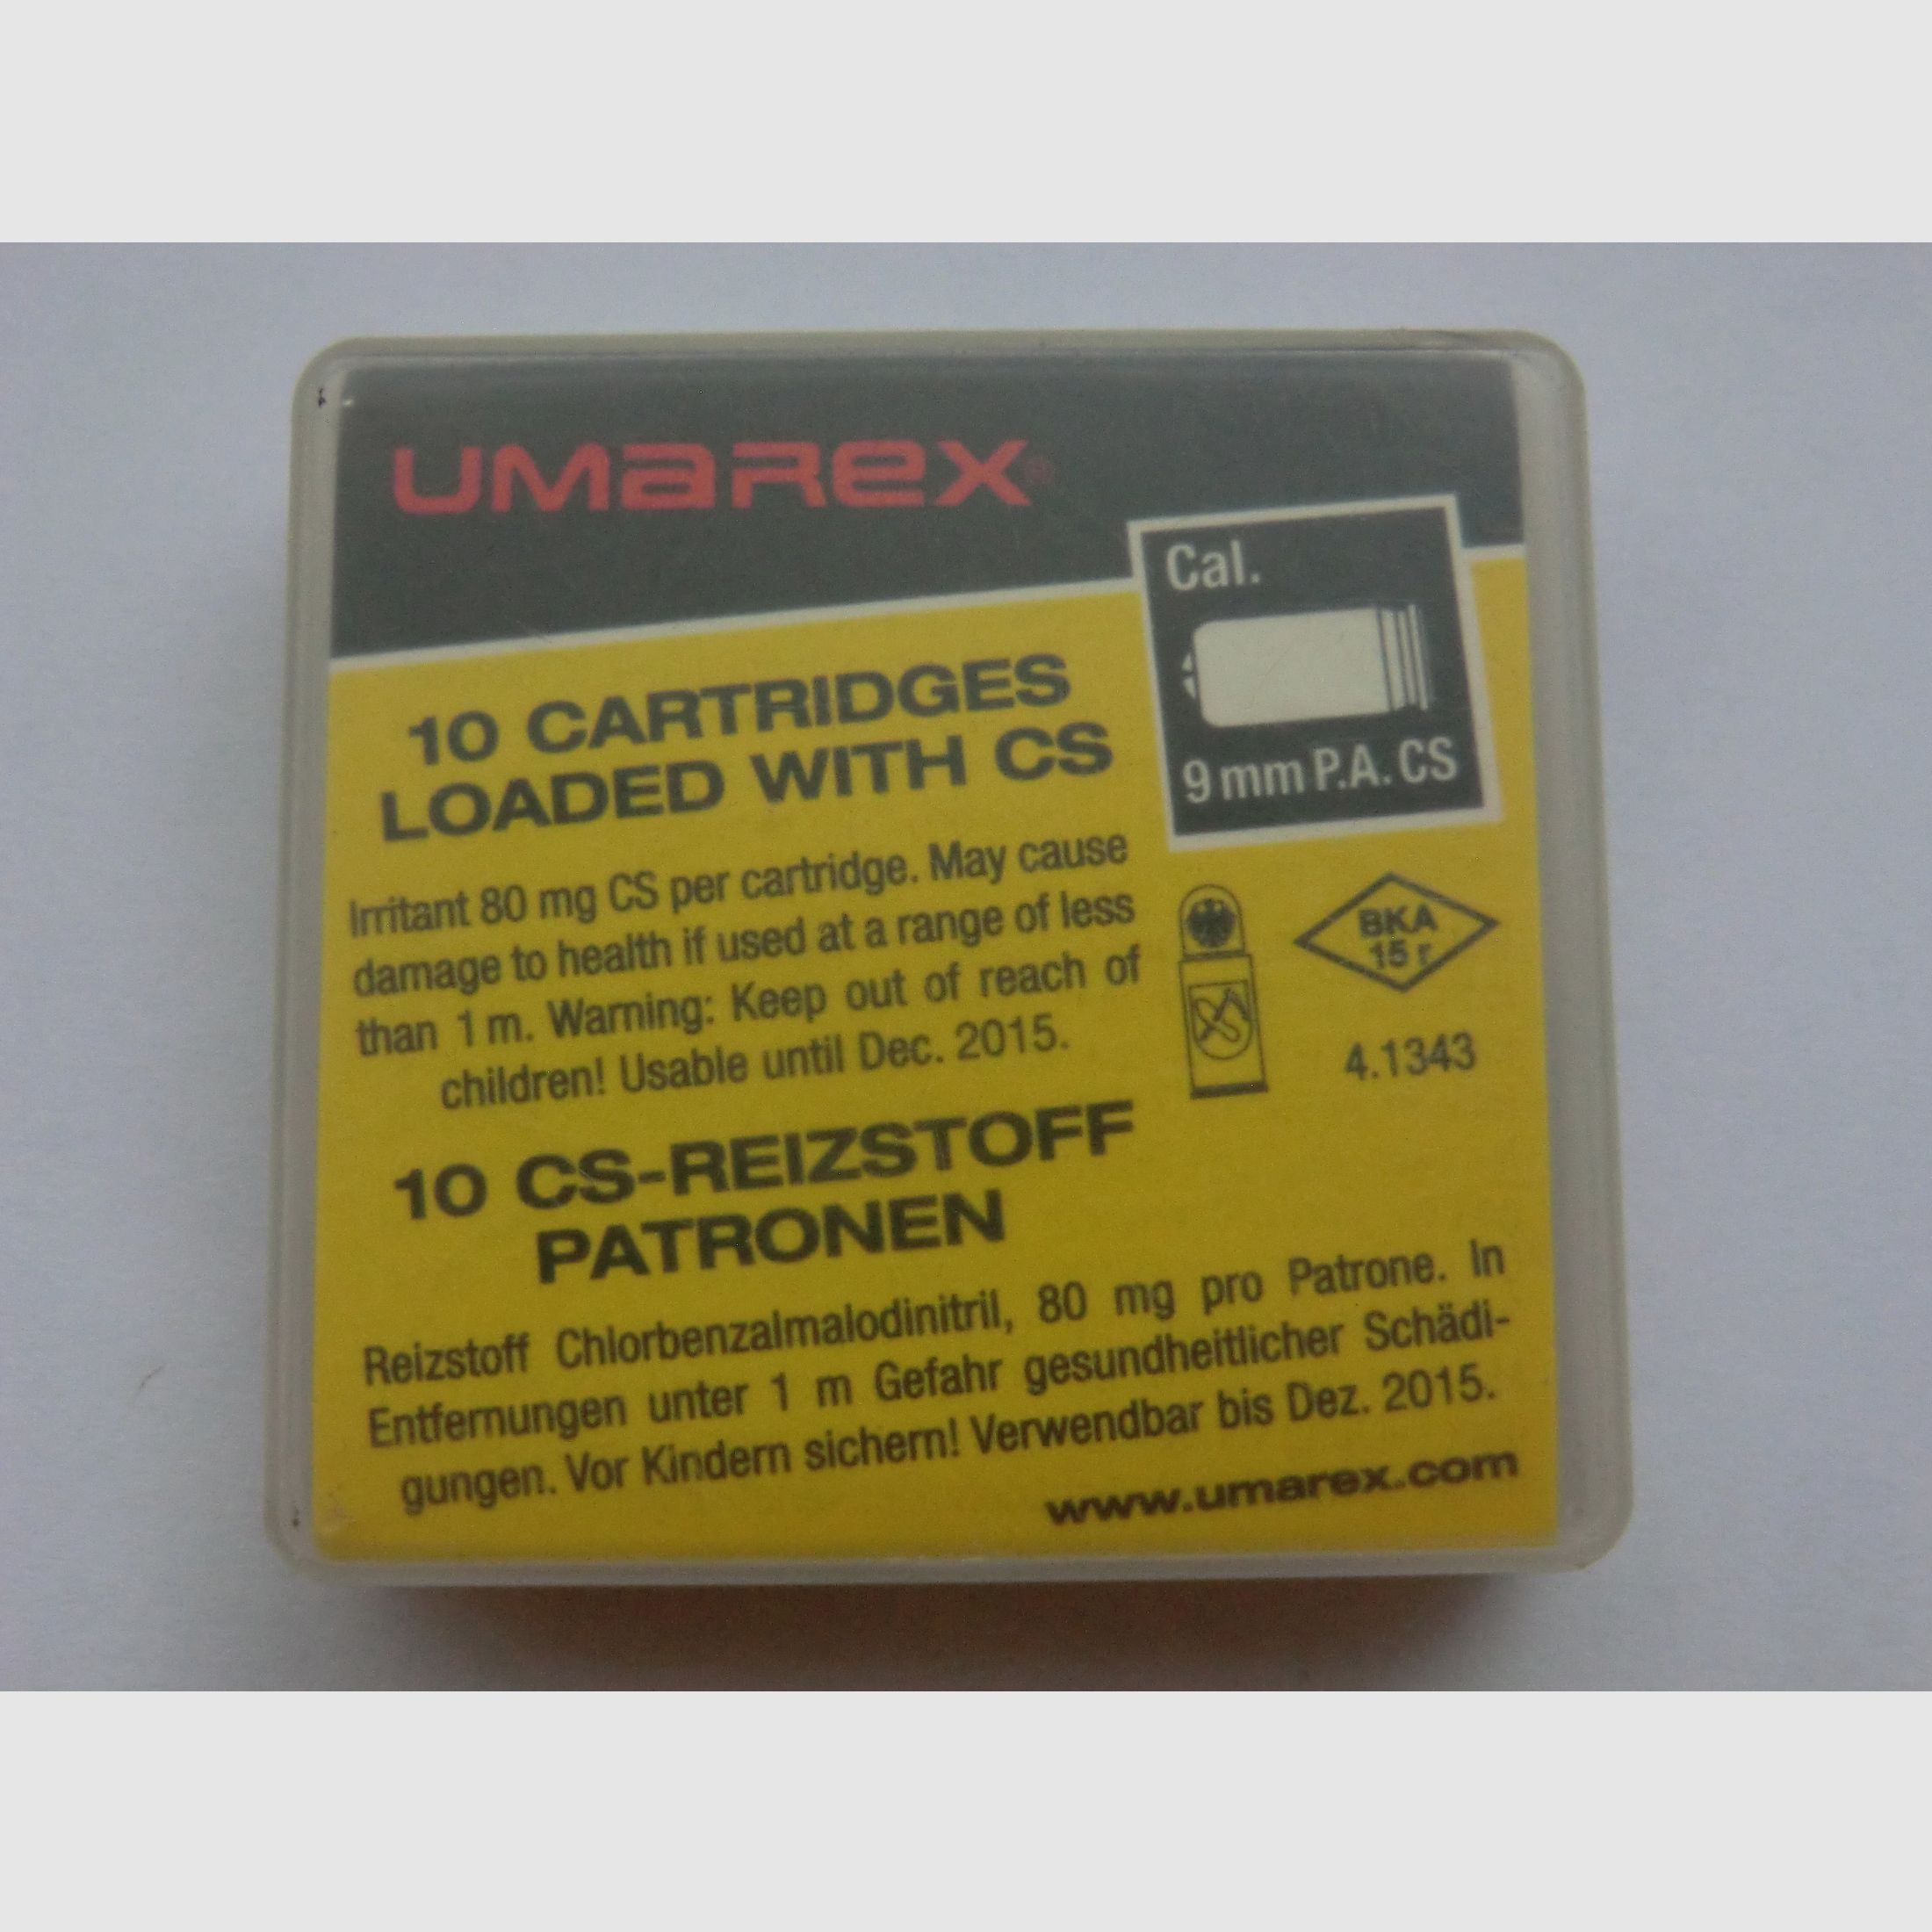 UMAREX®
Cal.
9 mm P.A. CS
10 CARTRIDGES
LOADED WITH CS
Irritant 80 mg CS per cartridge. May cause
damage to health if used at a range of less
than 1 m. Warning: Keep out of reach of
children! Usable until Dec. 2015.
BKA
15 r
4.1343
10 CS-REIZSTOFF
PATRONEN
Reizstoff Chlorbenzalmalodinitril, 80 mg pro Patrone. In
Entfernungen unter 1 m Gefahr gesundheitlicher Schädi-
gungen. Vor Kindern sichern! Verwendbar bis Dez. 2015.
www.umarex.com